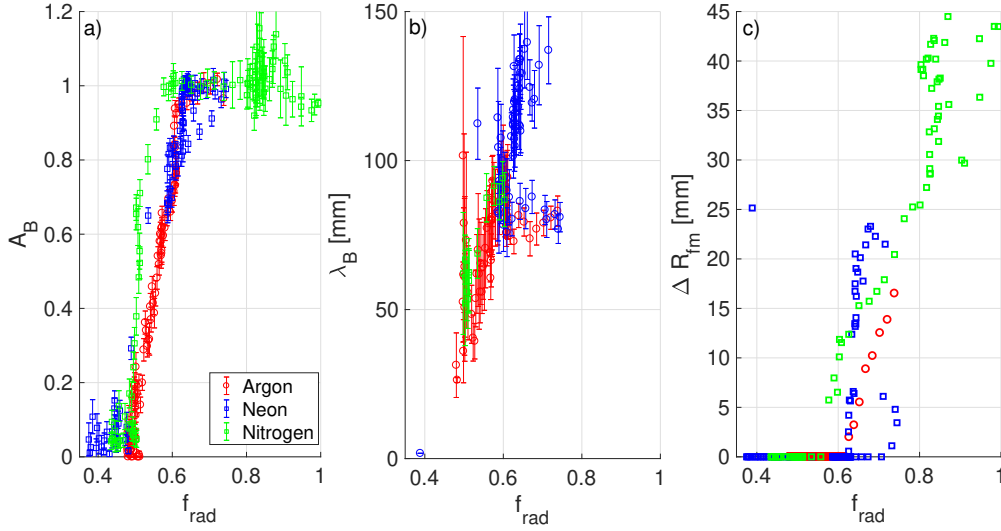 a)
1.2
1
0.8
0.6
0.4
0.2
0
A_B
0.4 0.6 0.8 1
f_rad
Argon
Neon
Nitrogen
b)
150
100
50
0
λ_B [mm]
0.4 0.6 0.8 1
f_rad
c)
45
40
35
30
25
20
15
10
5
0
Δ R_fm [mm]
0.4 0.6 0.8 1
f_rad